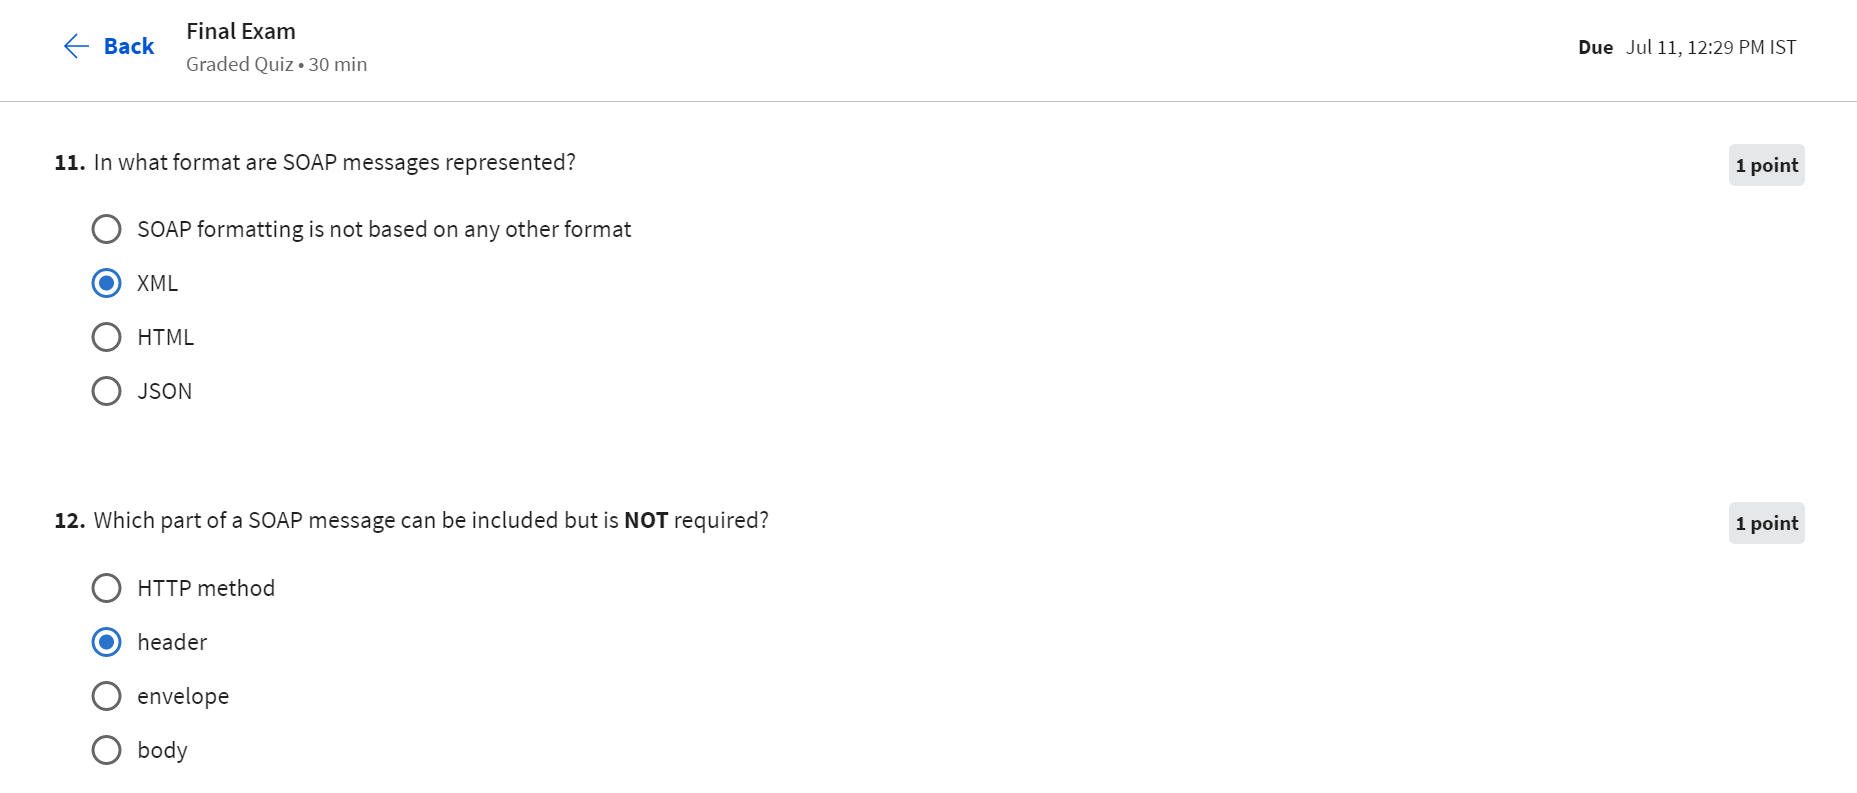 Back
Final Exam
Graded Quiz • 30 min
Due Jul 11, 12:29 PM IST
11. In what format are SOAP messages represented?
1 point
SOAP formatting is not based on any other format
XML
HTML
JSON
12. Which part of a SOAP message can be included but is NOT required?
1 point
HTTP method
header
envelope
body